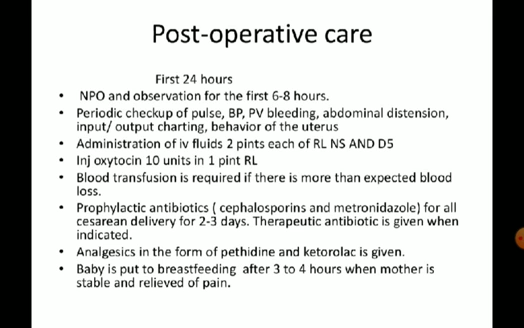 Post-operative care
First 24 hours
• NPO and observation for the first 6-8 hours.
• Periodic checkup of pulse, BP, PV bleeding, abdominal distension,
input/ output charting, behavior of the uterus
• Administration of iv fluids 2 pints each of RL NS AND D5
• Inj oxytocin 10 units in 1 pint RL
• Blood transfusion is required if there is more than expected blood
loss.
• Prophylactic antibiotics ( cephalosporins and metronidazole) for all
cesarean delivery for 2-3 days. Therapeutic antibiotic is given when
indicated.
• Analgesics in the form of pethidine and ketorolac is given.
• Baby is put to breastfeeding after 3 to 4 hours when mother is
stable and relieved of pain.